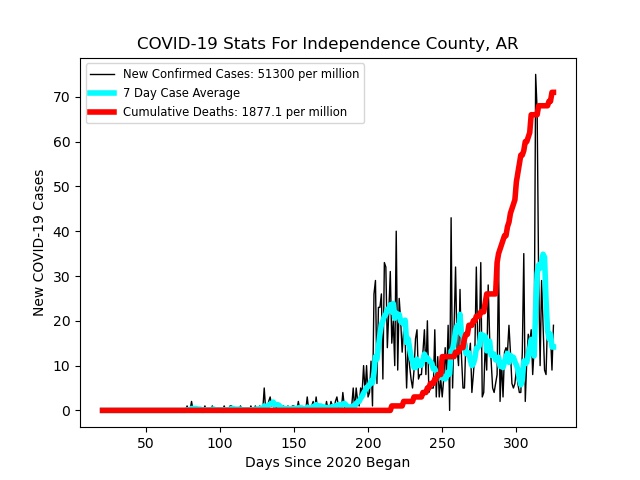 COVID-19 Stats For Independence County, AR
New Confirmed Cases: 51300 per million
7 Day Case Average
Cumulative Deaths: 1877.1 per million
New COVID-19 Cases
70
60
50
40
30
20
10
0
50 100 150 200 250 300
Days Since 2020 Began